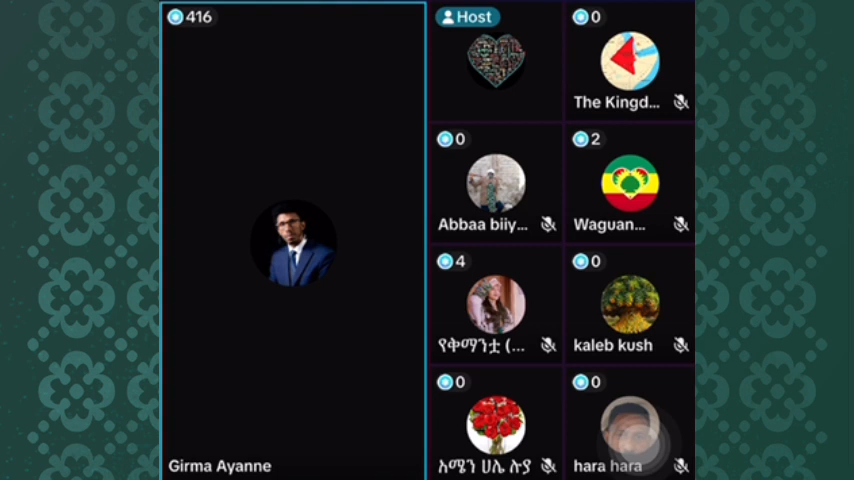 416
Girma Ayanne
Host
0
The Kingd...
0
Abbaa biiy...
2
Waguan...
4
የቅማንቷ (...
0
kaleb kush
0
አሜን ሀሌ ሉያ
0
hara hara